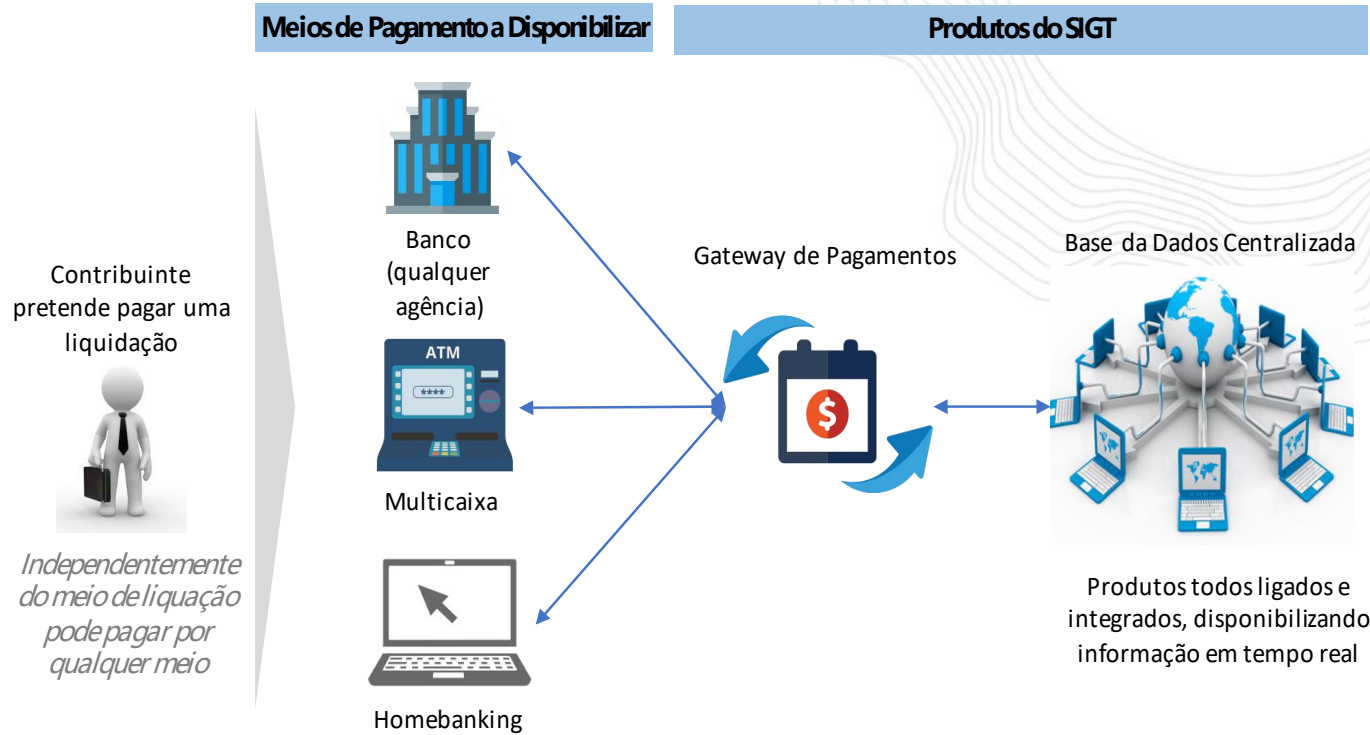 Meios de Pagamento a Disponibilizar
Produtos do SIGT
Contribuinte
pretende pagar uma
liquidação
Independentemente
do meio de liquação
pode pagar por
qualquer meio
Banco
(qualquer
agência)
ATM
****
Multicaixa
Homebanking
Gateway de Pagamentos
$
Base da Dados Centralizada
Produtos todos ligados e
integrados, disponibilizando
informação em tempo real